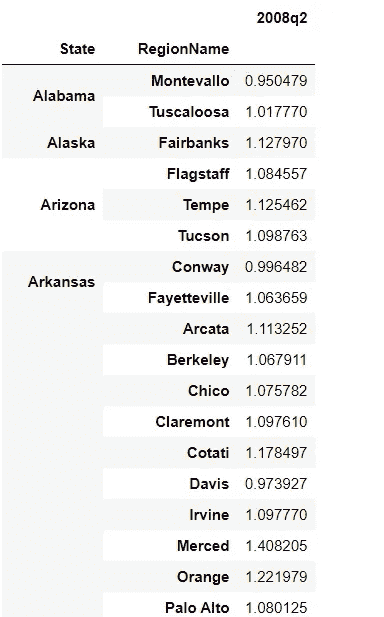 2008q2
State RegionName
Alabama Montevallo 0.950479
Tuscaloosa 1.017770
Alaska Fairbanks 1.127970
Flagstaff 1.084557
Arizona Tempe 1.125462
Tucson 1.098763
Arkansas Conway 0.996482
Fayetteville 1.063659
Arcata 1.113252
Berkeley 1.067911
Chico 1.075782
Claremont 1.097610
Cotati 1.178497
Davis 0.973927
Irvine 1.097770
Merced 1.408205
Orange 1.221979
Palo Alto 1.080125